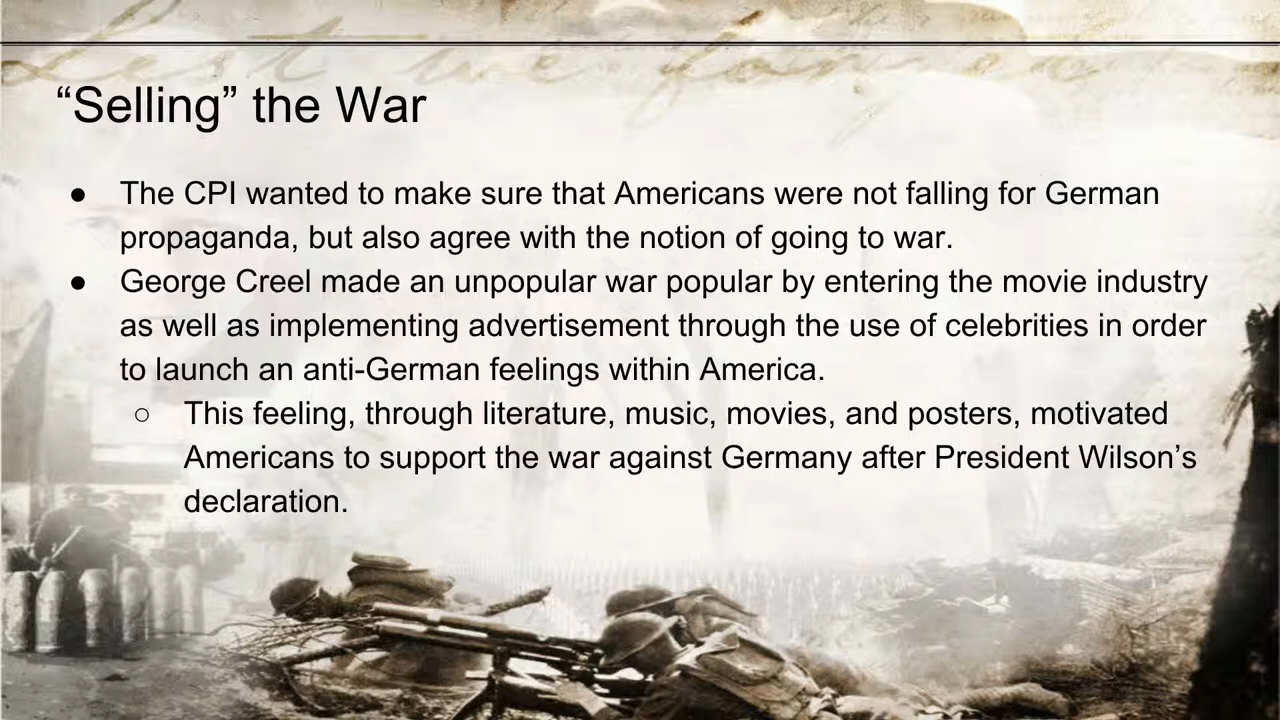 Lest we forget
“Selling” the War
● The CPI wanted to make sure that Americans were not falling for German
propaganda, but also agree with the notion of going to war.
● George Creel made an unpopular war popular by entering the movie industry
as well as implementing advertisement through the use of celebrities in order
to launch an anti-German feelings within America.
○ This feeling, through literature, music, movies, and posters, motivated
Americans to support the war against Germany after President Wilson’s
declaration.